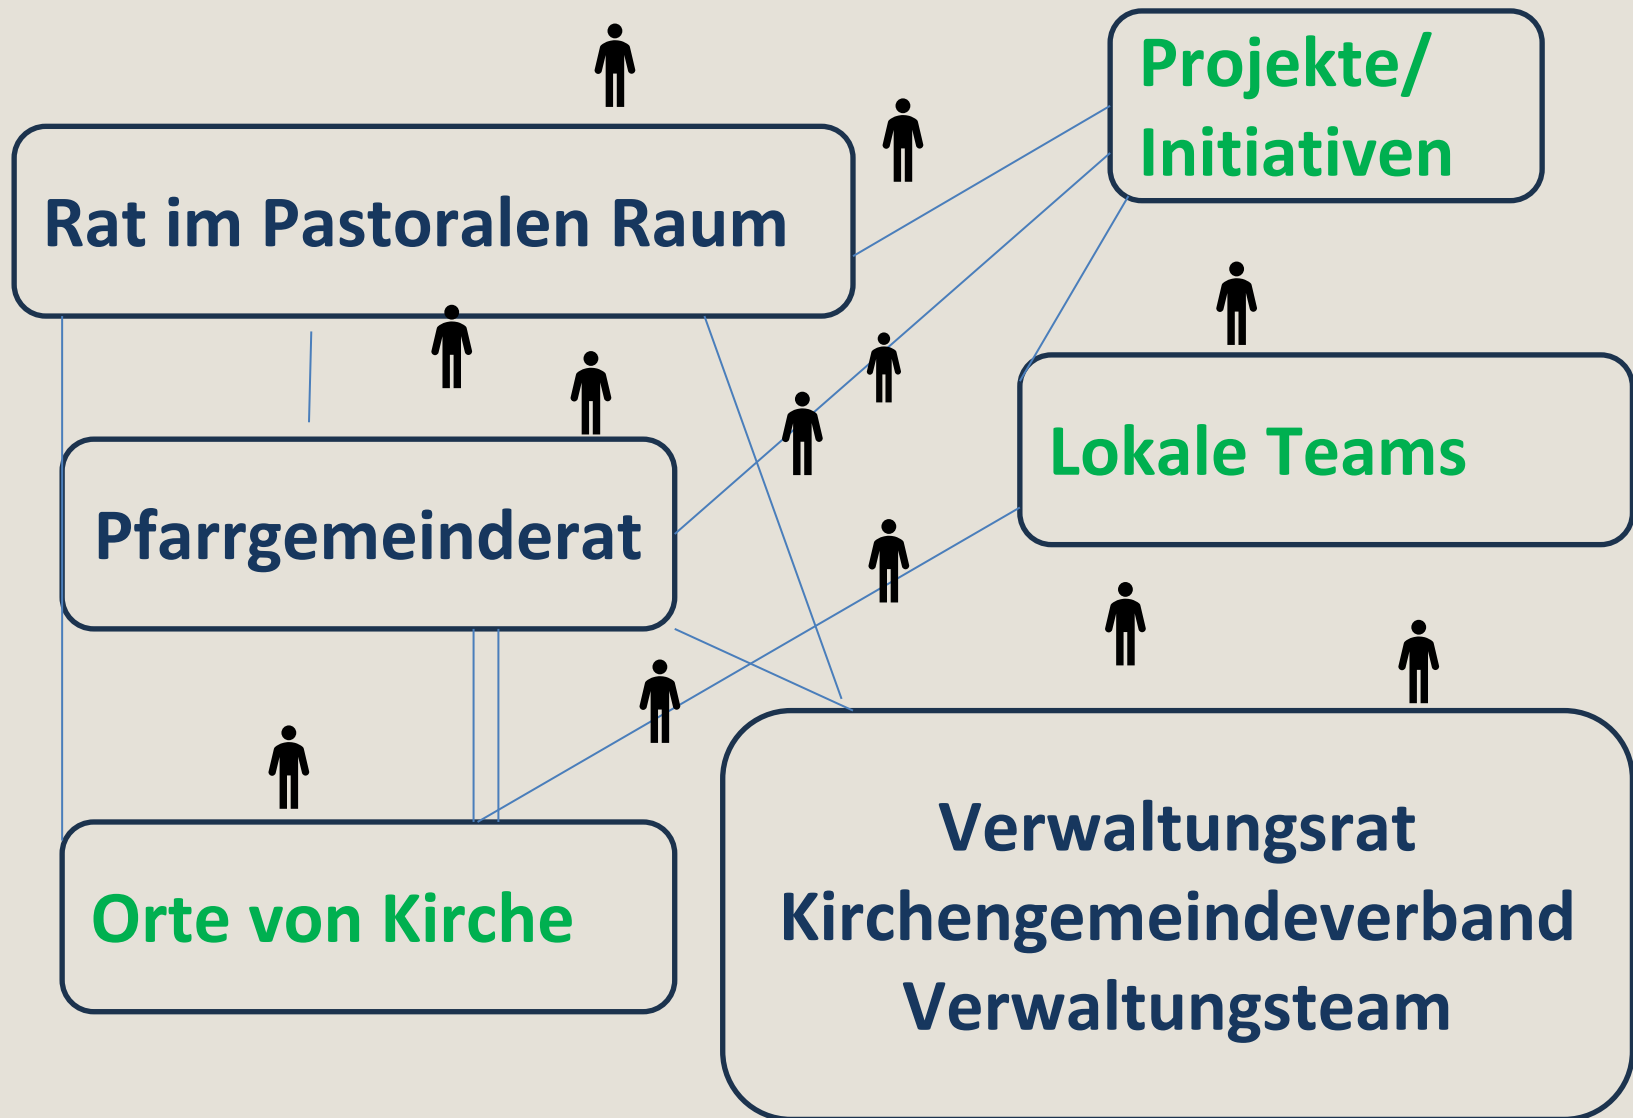 Projekte/
Initiativen
Rat im Pastoralen Raum
Lokale Teams
Pfarrgemeinderat
Orte von Kirche
Verwaltungsrat
Kirchengemeindeverband
Verwaltungsteam